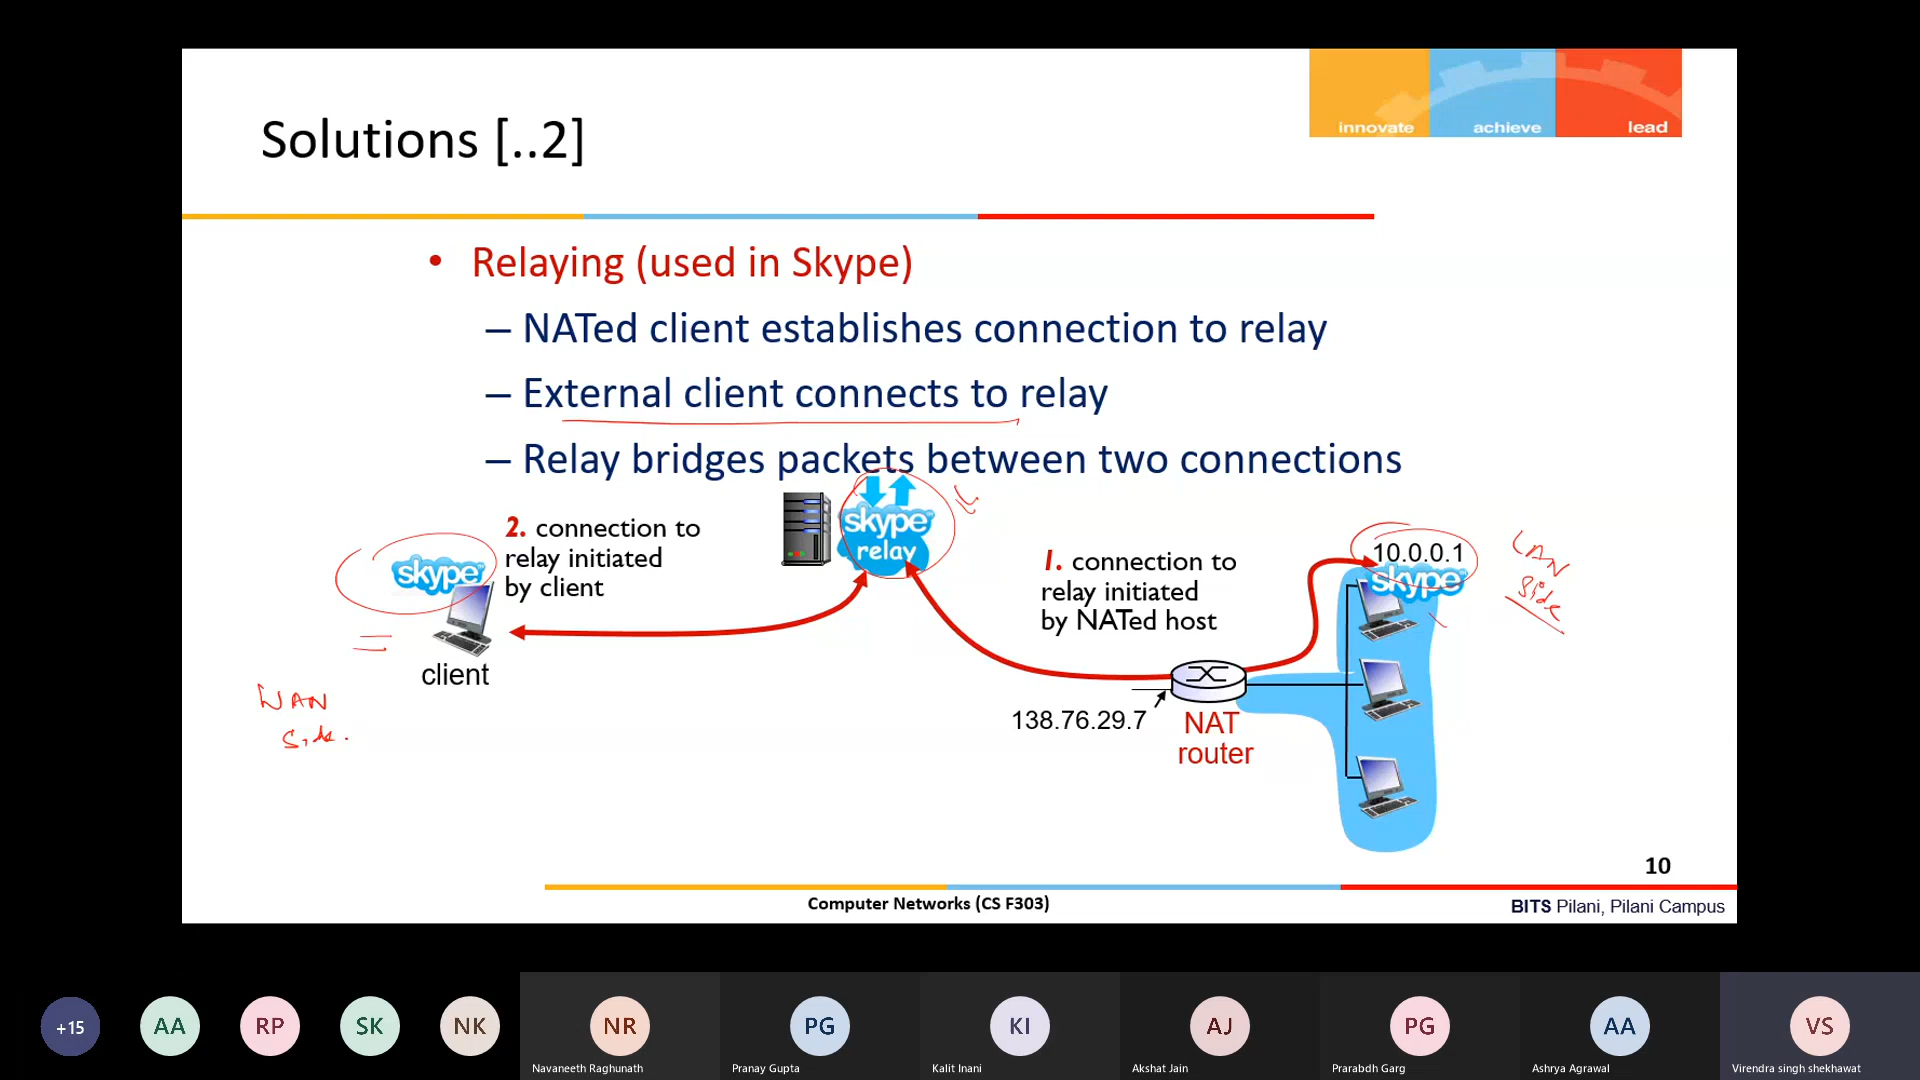 innovate achieve lead
Solutions [..2]
• Relaying (used in Skype)
– NATed client establishes connection to relay
– External client connects to relay
– Relay bridges packets between two connections
2. connection to
relay initiated
by client
skype
client
WAN
Side.
skype
relay
1. connection to
relay initiated
by NATed host
10.0.0.1
skype
LAN
Side
138.76.29.7
NAT
router
10
Computer Networks (CS F303)
BITS Pilani, Pilani Campus
+15
AA
RP
SK
NK
NR
Navaneeth Raghunath
PG
Pranay Gupta
KI
Kalit Inani
AJ
Akshat Jain
PG
Prarabdh Garg
AA
Ashrya Agrawal
VS
Virendra singh shekhawat